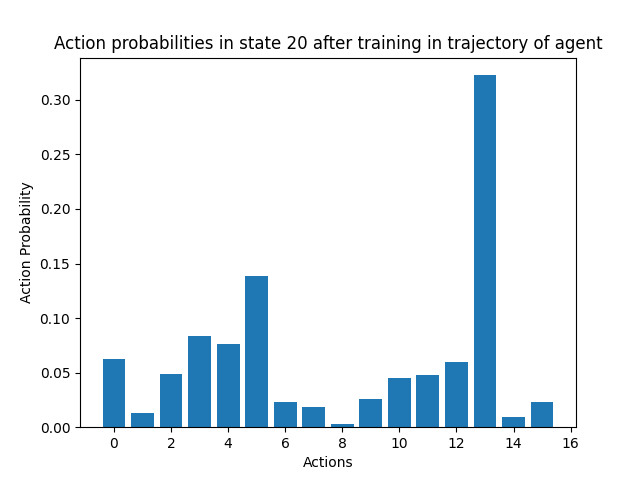 Action probabilities in state 20 after training in trajectory of agent
0.30
0.25
0.20
0.15
0.10
0.05
0.00
Action Probability
0 2 4 6 8 10 12 14 16
Actions